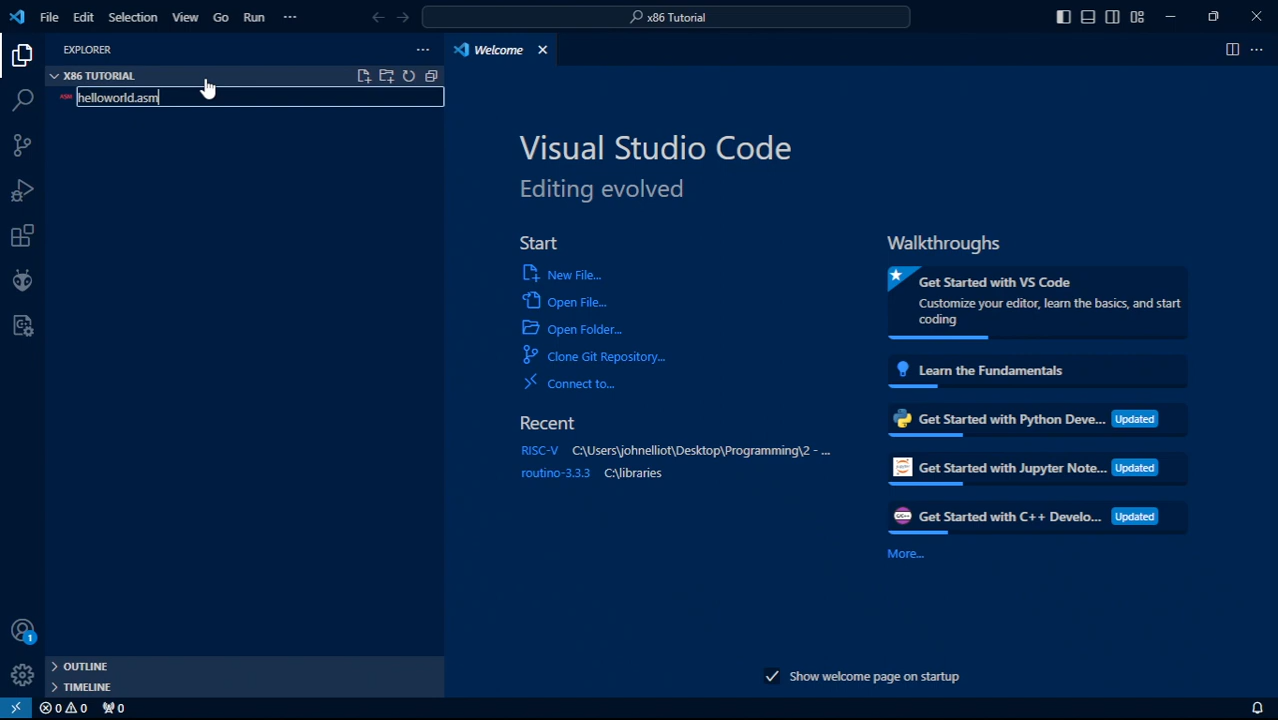 File Edit Selection View Go Run ···
x86 Tutorial
EXPLORER
Welcome
X86 TUTORIAL
ASM helloworld.asm
Visual Studio Code
Editing evolved
Start
New File...
Open File...
Open Folder...
Clone Git Repository...
Connect to...
Recent
RISC-V C:\Users\johnelliot\Desktop\Programming\2 - ...
routino-3.3.3 C:\libraries
Walkthroughs
Get Started with VS Code
Customize your editor, learn the basics, and start
coding
Learn the Fundamentals
Get Started with Python Deve... Updated
Get Started with Jupyter Note... Updated
Get Started with C++ Develo... Updated
More...
1
OUTLINE
TIMELINE
Show welcome page on startup
0 0 0